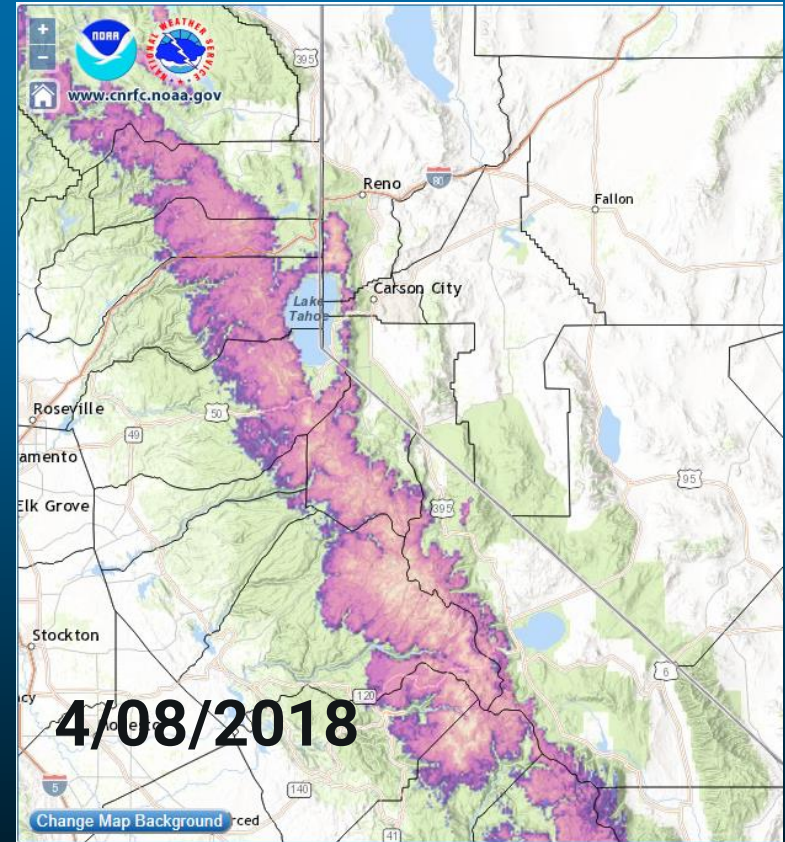 +
−
NOAA
NATIONAL WEATHER SERVICE
www.cnrfc.noaa.gov
395
Reno
80
Fallon
Carson City
Lake
Tahoe
Roseville
50
49
amento
95
Elk Grove
395
Stockton
6
cy
120
4/08/2018
5
140
Change Map Background
rced
41